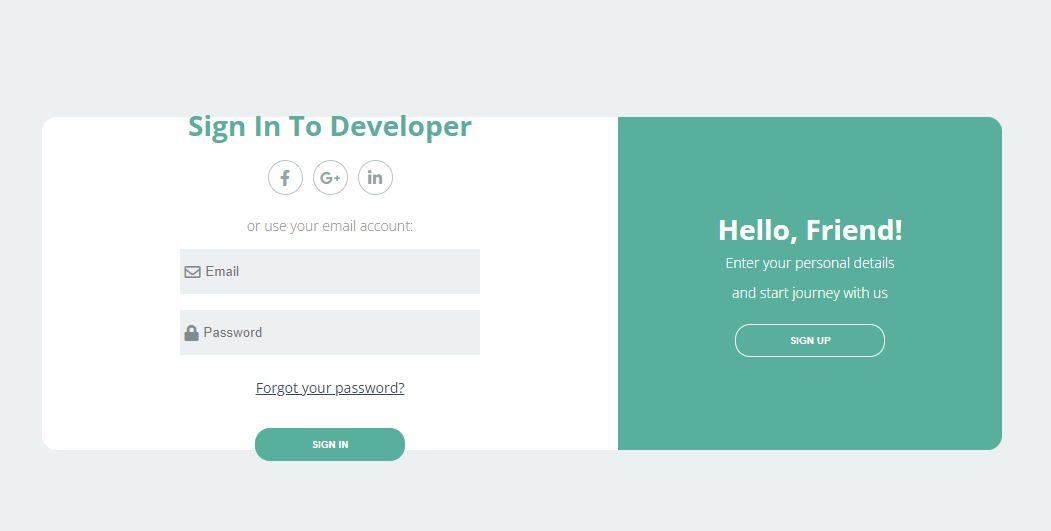 Sign In To Developer
f G+ in
or use your email account:
Email
Password
Forgot your password?
SIGN IN
Hello, Friend!
Enter your personal details
and start journey with us
SIGN UP